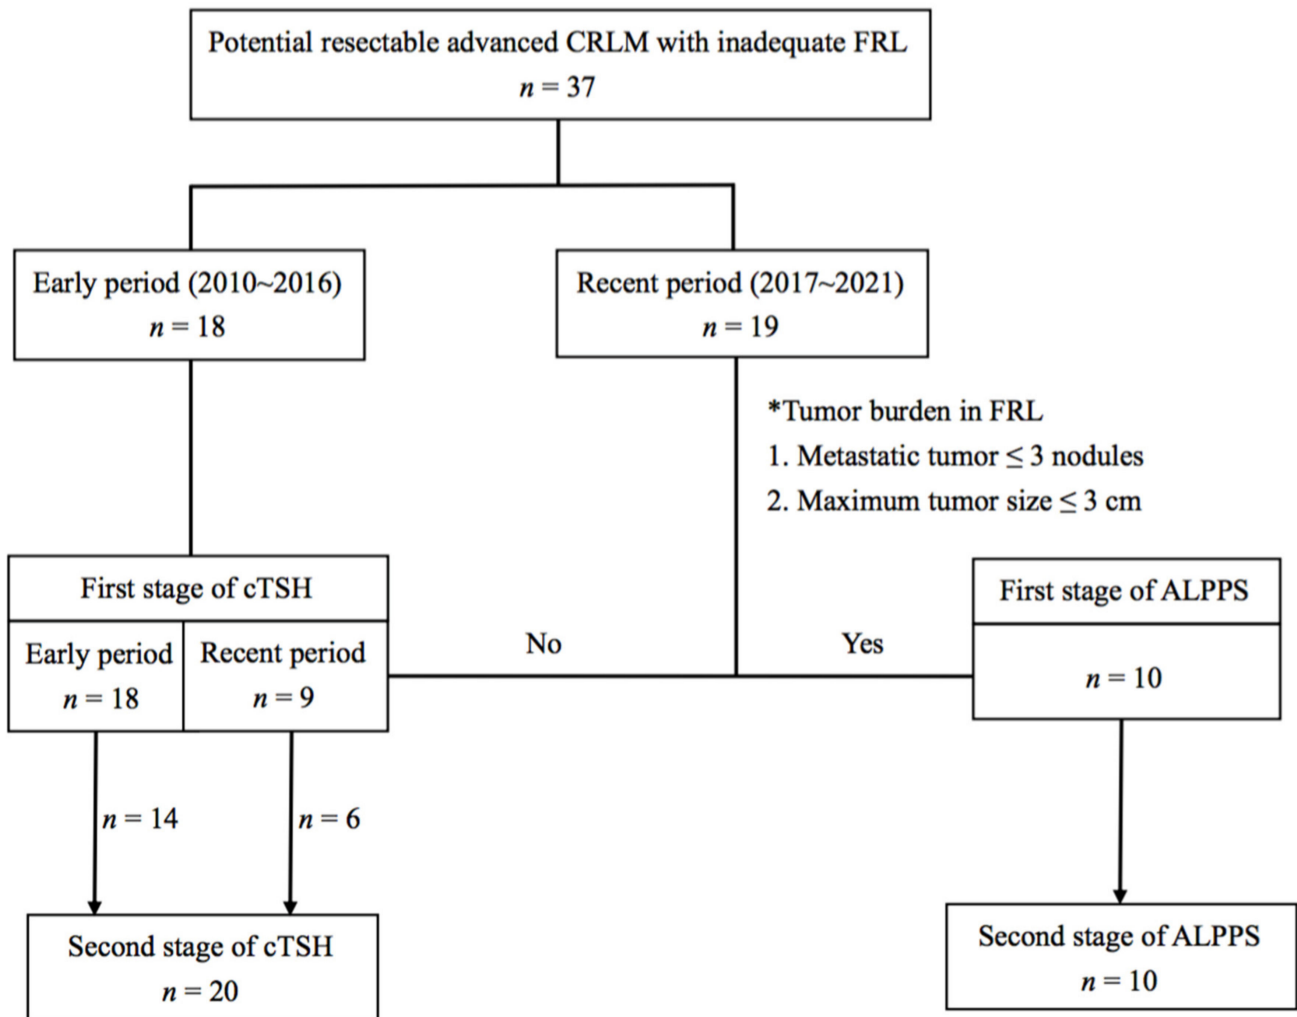 Potential resectable advanced CRLM with inadequate FRL
n = 37
Early period (2010~2016)
n = 18
Recent period (2017~2021)
n = 19
*Tumor burden in FRL
1. Metastatic tumor ≤ 3 nodules
2. Maximum tumor size ≤ 3 cm
First stage of cTSH
Early period
n = 18
Recent period
n = 9
No
Yes
First stage of ALPPS
n = 10
n = 14
n = 6
Second stage of cTSH
n = 20
Second stage of ALPPS
n = 10